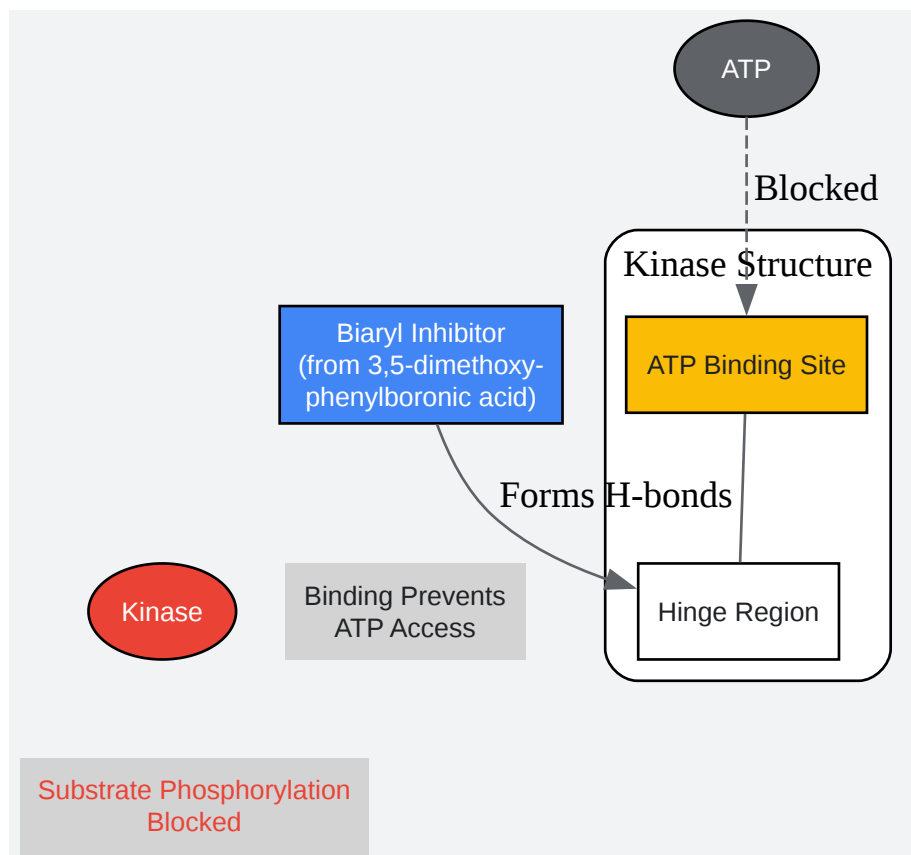 ATP
Blocked
Kinase Structure
Biaryl Inhibitor
(from 3,5-dimethoxy-
phenylboronic acid)
ATP Binding Site
Forms H-bonds
Kinase
Binding Prevents
ATP Access
Hinge Region
Substrate Phosphorylation
Blocked